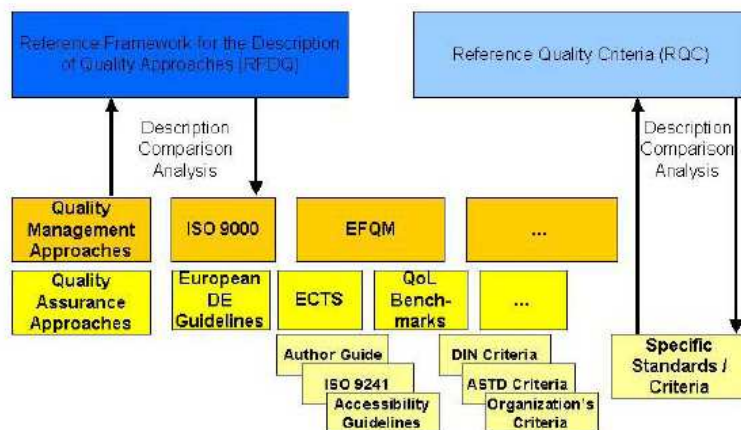 Reference Framework for the Description
of Quality Approaches (RFDQ)
Reference Quality Criteria (RQC)
Description
Comparison
Analysis
Description
Comparison
Analysis
Quality
Management
Approaches
ISO 9000
EFQM
...
Quality
Assurance
Approaches
European
DE
Guidelines
ECTS
QoL
Bench-
marks
...
Author Guide
ISO 9241
Accessibility
Guidelines
DIN Criteria
ASTD Criteria
Organization's
Criteria
Specific
Standards /
Criteria